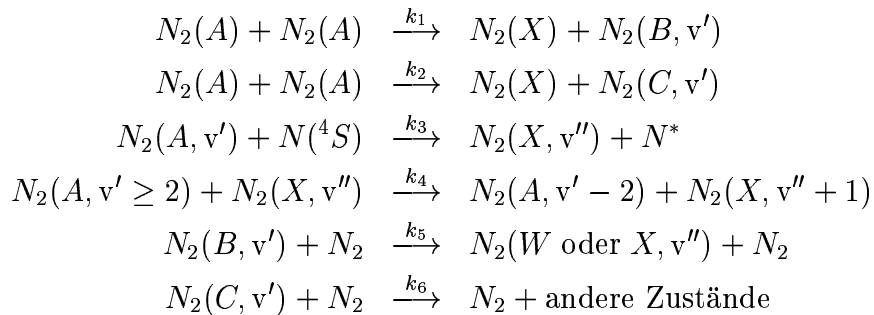 N₂(A) + N₂(A) —k₁→ N₂(X) + N₂(B, v′)
N₂(A) + N₂(A) —k₂→ N₂(X) + N₂(C, v′)
N₂(A, v′) + N(⁴S) —k₃→ N₂(X, v″) + N*
N₂(A, v′ ≥ 2) + N₂(X, v″) —k₄→ N₂(A, v′ − 2) + N₂(X, v″ + 1)
N₂(B, v′) + N₂ —k₅→ N₂(W oder X, v″) + N₂
N₂(C, v′) + N₂ —k₆→ N₂ + andere Zustände